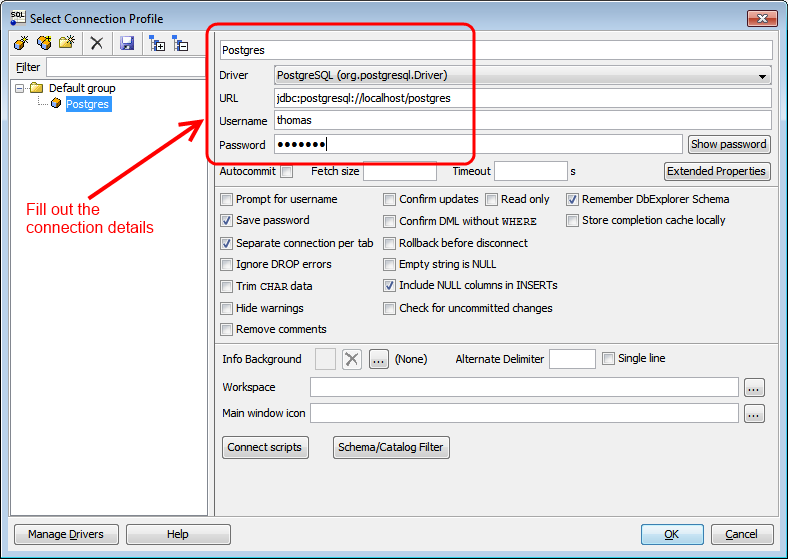 SQL Select Connection Profile
Filter
Default group
Postgres
Fill out the
connection details
Postgres
Driver PostgreSQL (org.postgresql.Driver)
URL jdbc:postgresql://localhost/postgres
Username thomas
Password ••••••• Show password
Autocommit Fetch size Timeout s Extended Properties
Prompt for username Confirm updates Read only Remember DbExplorer Schema
Save password Confirm DML without WHERE Store completion cache locally
Separate connection per tab Rollback before disconnect
Ignore DROP errors Empty string is NULL
Trim CHAR data Include NULL columns in INSERTs
Hide warnings Check for uncommitted changes
Remove comments
Info Background ... (None) Alternate Delimiter Single line
Workspace ...
Main window icon ...
Connect scripts Schema/Catalog Filter
Manage Drivers Help OK Cancel